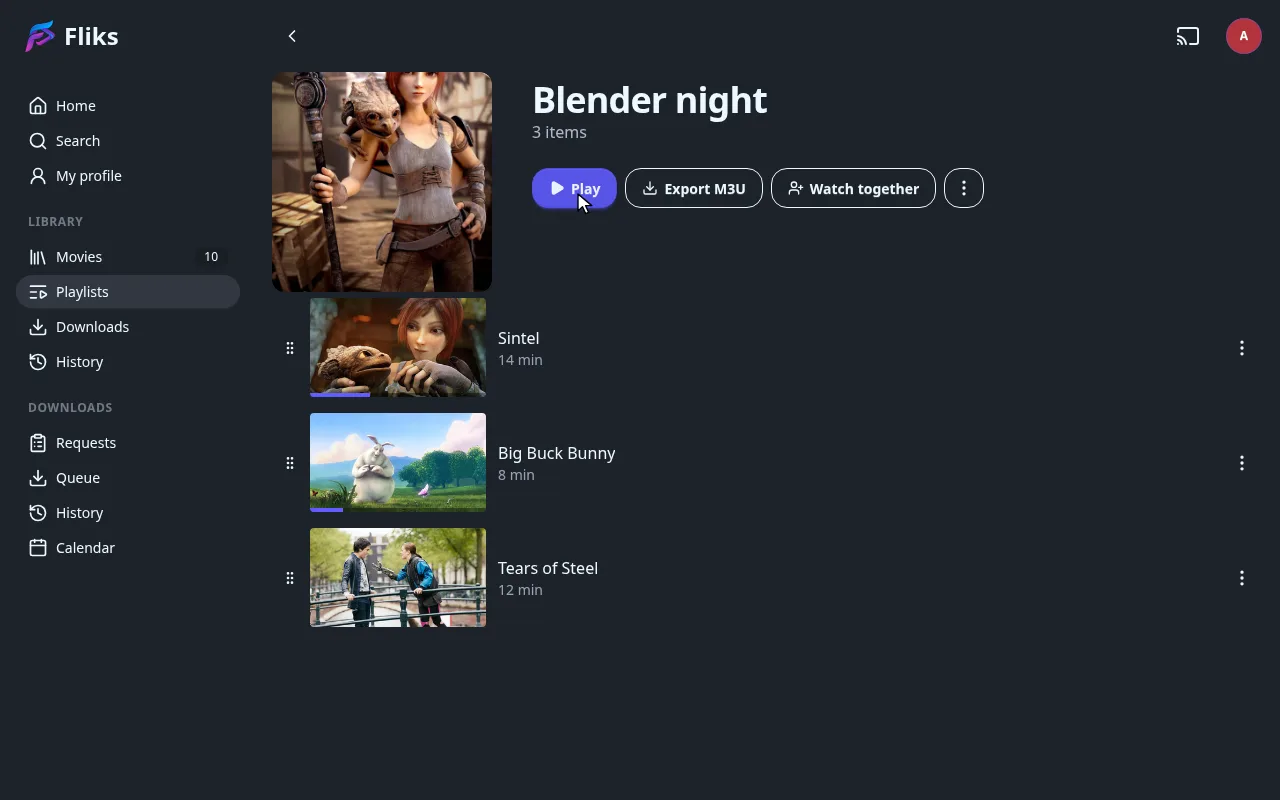 Fliks
A
Home
Search
My profile
LIBRARY
Movies 10
Playlists
Downloads
History
DOWNLOADS
Requests
Queue
History
Calendar
Blender night
3 items
Play
Export M3U
Watch together
Sintel
14 min
Big Buck Bunny
8 min
Tears of Steel
12 min